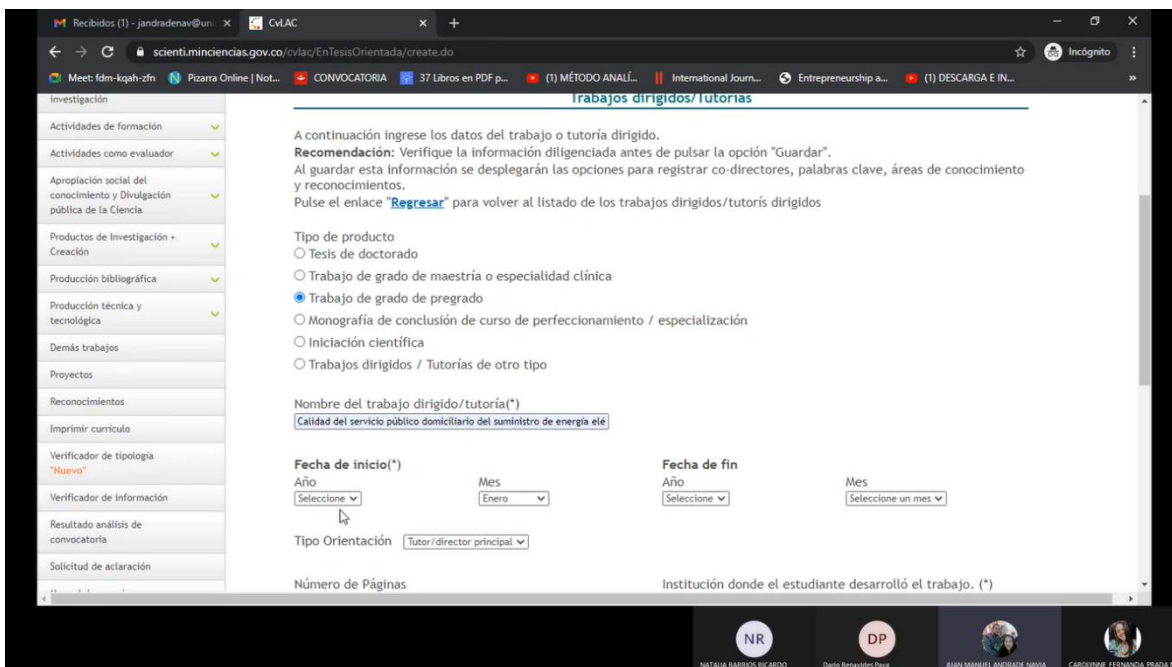 Recibidos (1) - jandradenav@uni
CvLAC
Incógnito
scienti.minciencias.gov.co/cvlac/EnTesisOrientada/create.do
Meet: fdm-kqah-zfn
Pizarra Online | Not...
CONVOCATORIA
37 Libros en PDF p...
(1) MÉTODO ANALÍ...
International Journ...
Entrepreneurship a...
(1) DESCARGA E IN...
»
investigación
Actividades de formación
Actividades como evaluador
Apropiación social del
conocimiento y Divulgación
pública de la Ciencia
Productos de Investigación +
Creación
Producción bibliográfica
Producción técnica y
tecnológica
Demás trabajos
Proyectos
Reconocimientos
Imprimir currículo
Verificador de tipología
"Nuevo"
Verificador de información
Resultado análisis de
convocatoria
Solicitud de aclaración
Trabajos dirigidos/Tutorías
A continuación ingrese los datos del trabajo o tutoría dirigido.
Recomendación: Verifique la información diligenciada antes de pulsar la opción "Guardar".
Al guardar esta información se desplegarán las opciones para registrar co-directores, palabras clave, áreas de conocimiento
y reconocimientos.
Pulse el enlace "Regresar" para volver al listado de los trabajos dirigidos/tutorís dirigidos
Tipo de producto
Tesis de doctorado
Trabajo de grado de maestría o especialidad clínica
Trabajo de grado de pregrado
Monografía de conclusión de curso de perfeccionamiento / especialización
Iniciación científica
Trabajos dirigidos / Tutorías de otro tipo
Nombre del trabajo dirigido/tutoría(*)
Calidad del servicio público domiciliario del suministro de energía elé
Fecha de inicio(*) Fecha de fin
Año Mes Año Mes
Seleccione Enero Seleccione Seleccione un mes
Tipo Orientación Tutor/director principal
Número de Páginas Institución donde el estudiante desarrolló el trabajo. (*)
NR DP
NATALIA BARRIOS RICARDO Dario Benavides Pava JUAN MANUEL ANDRADE NAVIA CAROLYNNE FERNANDA PRADA